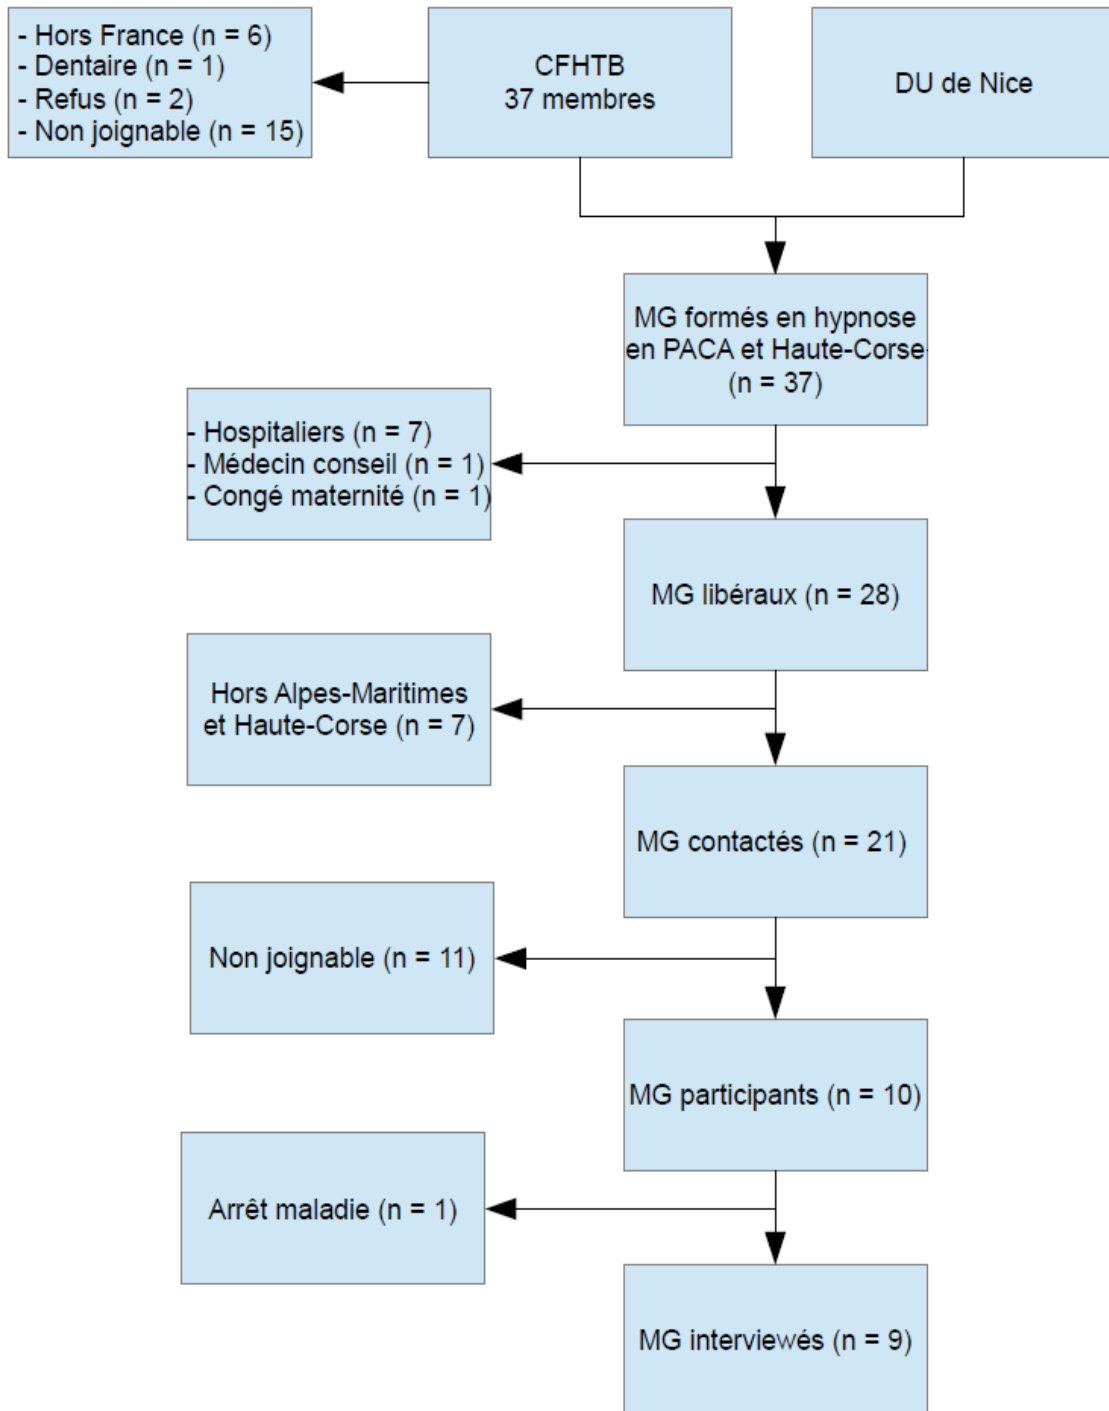 - Hors France (n = 6)
- Dentaire (n = 1)
- Refus (n = 2)
- Non joignable (n = 15)
CFHTB
37 membres
DU de Nice
MG formés en hypnose
en PACA et Haute-Corse
(n = 37)
- Hospitaliers (n = 7)
- Médecin conseil (n = 1)
- Congé maternité (n = 1)
MG libéraux (n = 28)
Hors Alpes-Maritimes
et Haute-Corse (n = 7)
MG contactés (n = 21)
Non joignable (n = 11)
MG participants (n = 10)
Arrêt maladie (n = 1)
MG interviewés (n = 9)